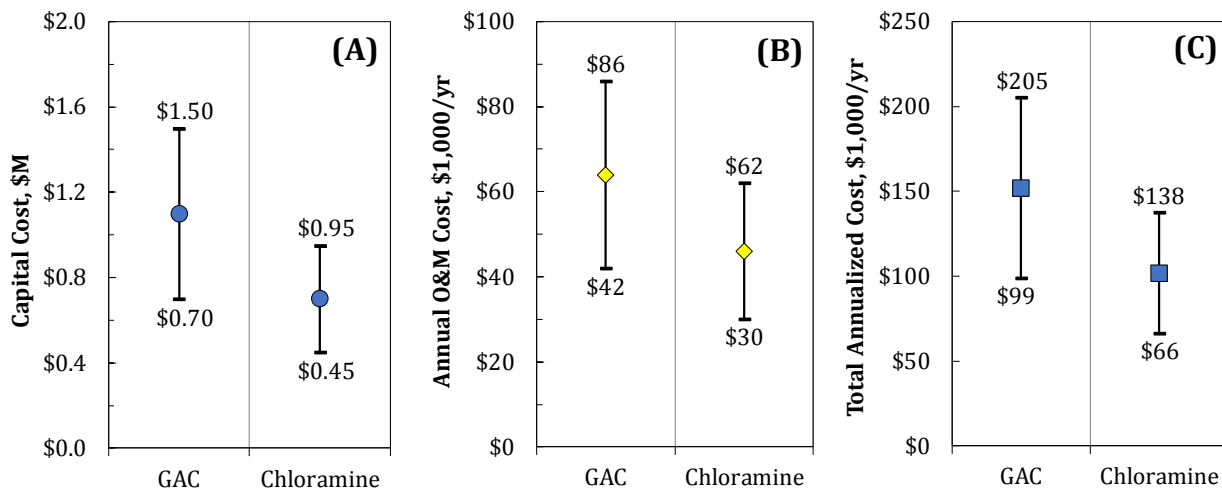 (A)
Capital Cost, $M
$2.0
$1.6
$1.2
$0.8
$0.4
$0.0
$1.50
$0.70
$0.95
$0.45
GAC
Chloramine
(B)
Annual O&M Cost, $1,000/yr
$100
$80
$60
$40
$20
$0
$86
$42
$62
$30
GAC
Chloramine
(C)
Total Annualized Cost, $1,000/yr
$250
$200
$150
$100
$50
$0
$205
$99
$138
$66
GAC
Chloramine